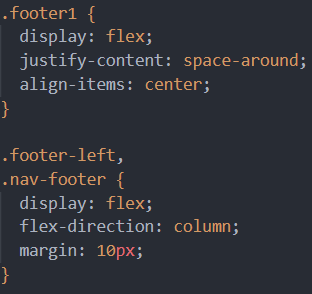 .footer1 {
  display: flex;
  justify-content: space-around;
  align-items: center;
}

.footer-left,
.nav-footer {
  display: flex;
  flex-direction: column;
  margin: 10px;
}